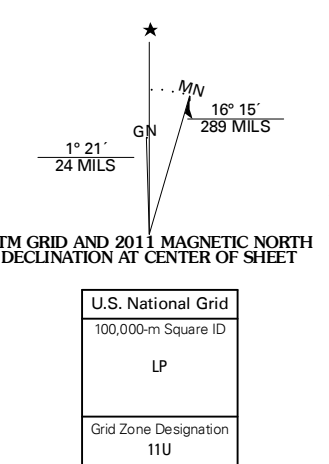 ★
MN
GN
16° 15´
289 MILS
1° 21´
24 MILS
TM GRID AND 2011 MAGNETIC NORTH
DECLINATION AT CENTER OF SHEET
U.S. National Grid
100,000-m Square ID
LP
Grid Zone Designation
11U